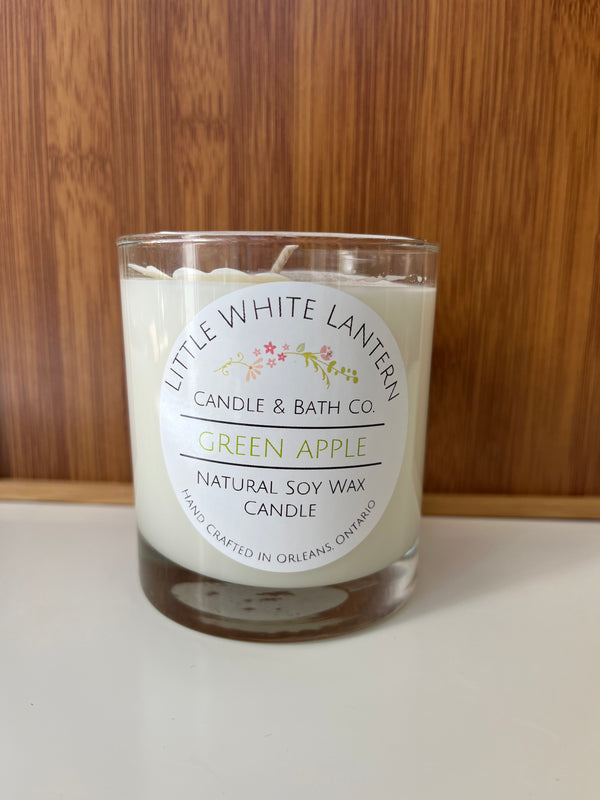 LITTLE WHITE LANTERN
CANDLE & BATH CO.
GREEN APPLE
NATURAL SOY WAX
CANDLE
HAND CRAFTED IN ORLEANS, ONTARIO